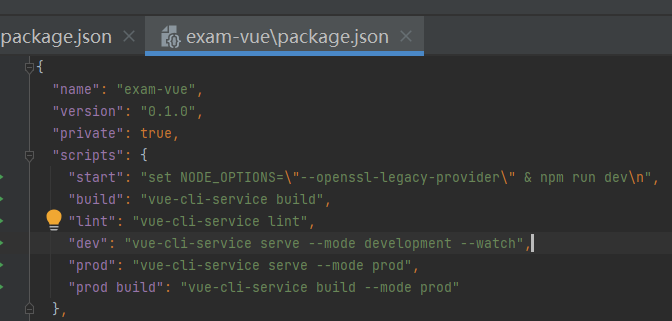 package.json × exam-vue\package.json ×
{
"name": "exam-vue",
"version": "0.1.0",
"private": true,
"scripts": {
"start": "set NODE_OPTIONS=\"--openssl-legacy-provider\" & npm run dev\n",
"build": "vue-cli-service build",
"lint": "vue-cli-service lint",
"dev": "vue-cli-service serve --mode development --watch",
"prod": "vue-cli-service serve --mode prod",
"prod build": "vue-cli-service build --mode prod"
},